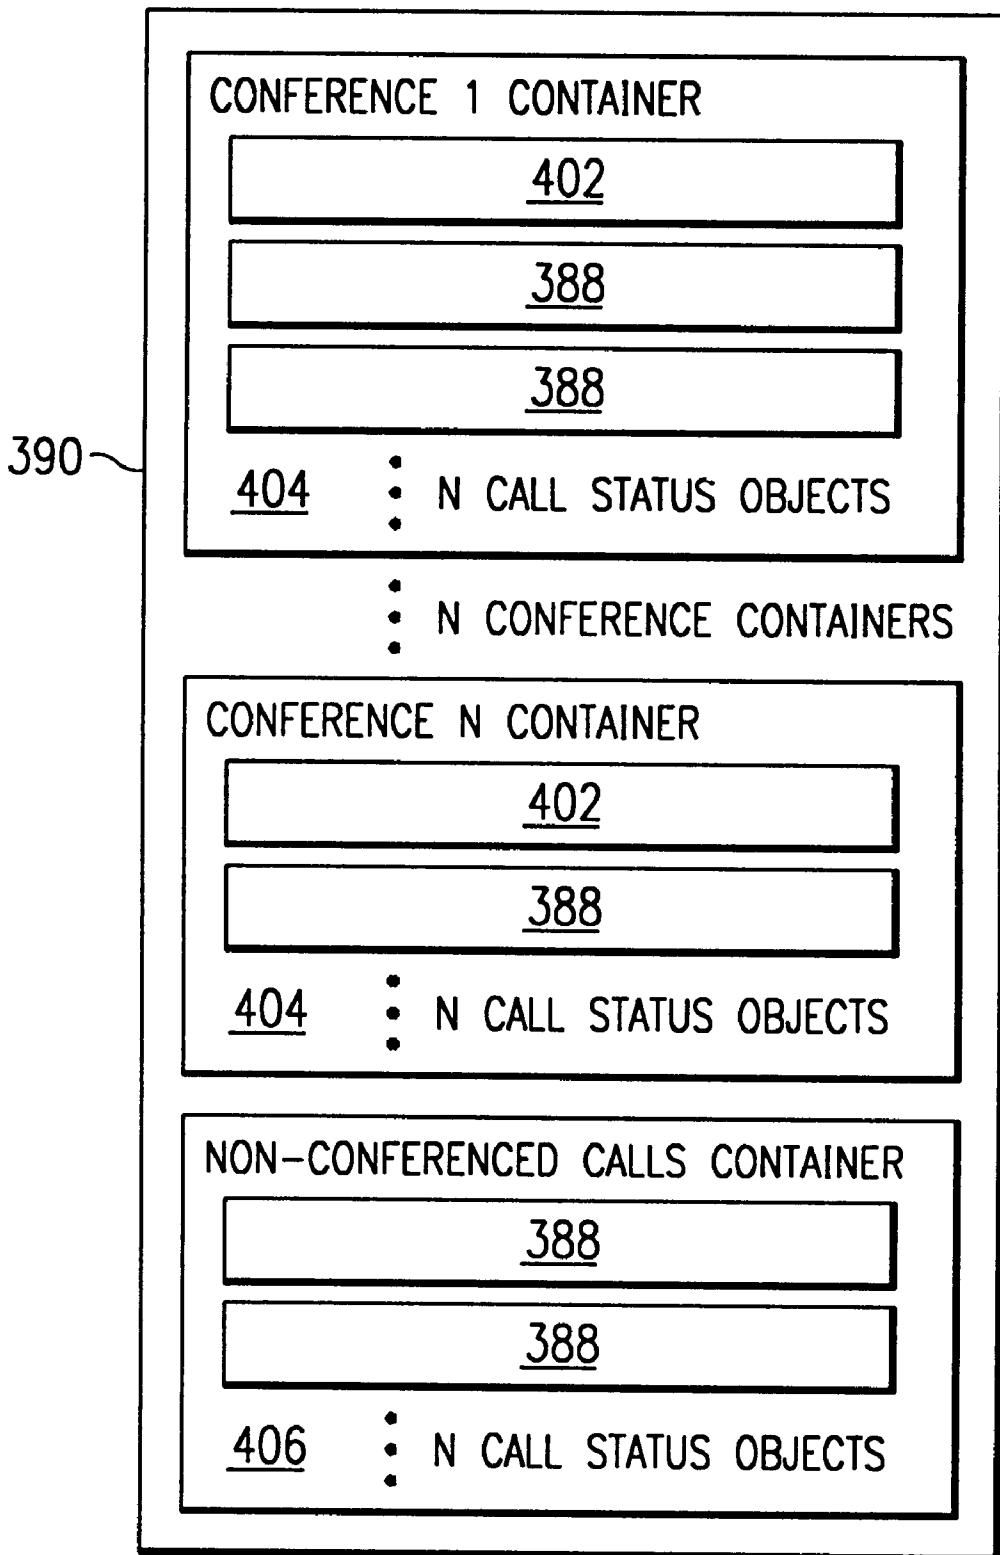 CONFERENCE 1 CONTAINER
402
388
388
390
404 N CALL STATUS OBJECTS
N CONFERENCE CONTAINERS
CONFERENCE N CONTAINER
402
388
404 N CALL STATUS OBJECTS
NON-CONFERENCED CALLS CONTAINER
388
388
406 N CALL STATUS OBJECTS